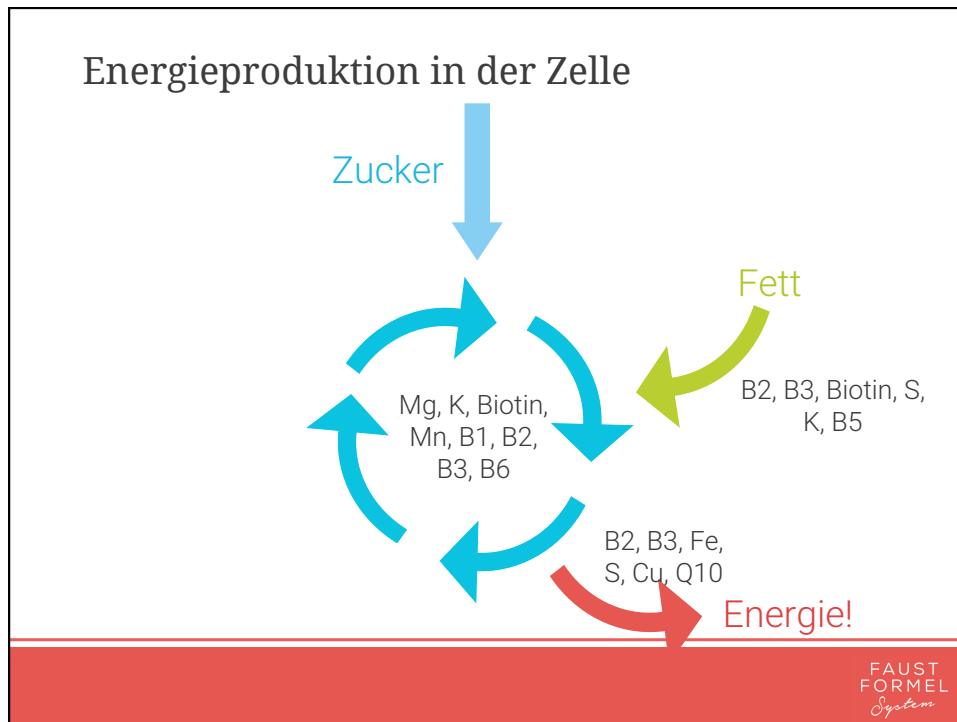 Energieproduktion in der Zelle
Zucker
Fett
B2, B3, Biotin, S,
K, B5
Mg, K, Biotin,
Mn, B1, B2,
B3, B6
B2, B3, Fe,
S, Cu, Q10
Energie!
FAUST
FORMEL
System